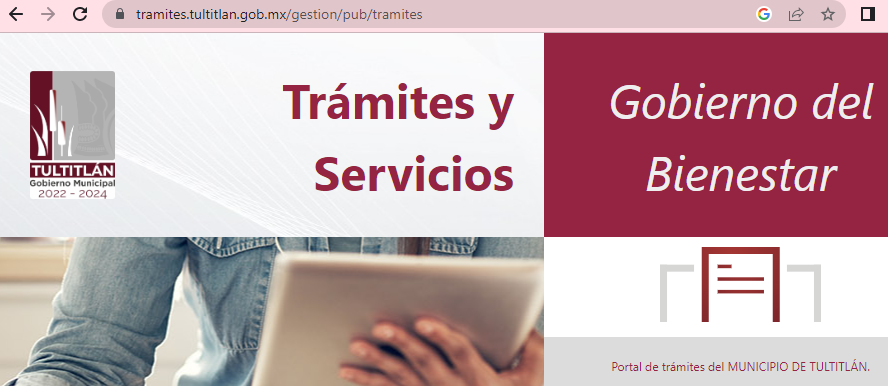 tramites.tultitlan.gob.mx/gestion/pub/tramites
Trámites y
Servicios
Gobierno del
Bienestar
TULTITLÁN
Gobierno Municipal
2022 - 2024
Portal de trámites del MUNICIPIO DE TULTITLÁN.